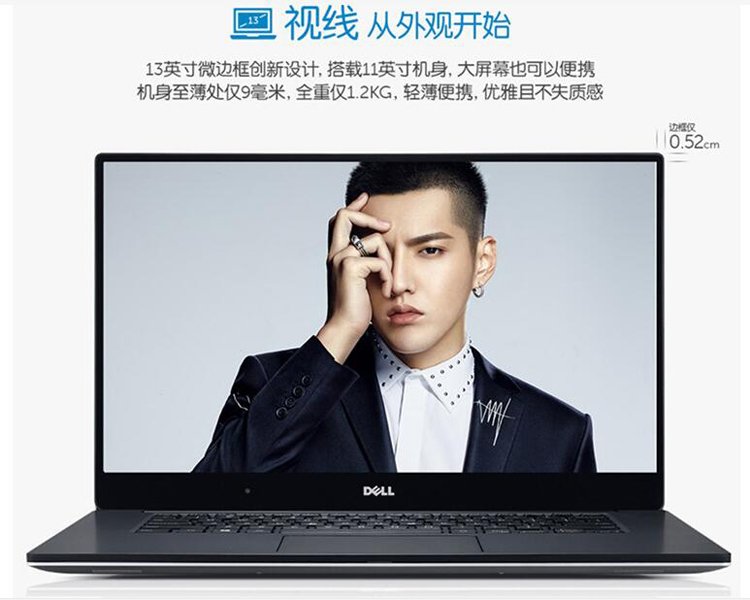 13"
视线 从外观开始
13英寸微边框创新设计, 搭载11英寸机身, 大屏幕也可以便携
机身至薄处仅9毫米, 全重仅1.2KG, 轻薄便携, 优雅且不失质感
边框仅
0.52cm
DELL